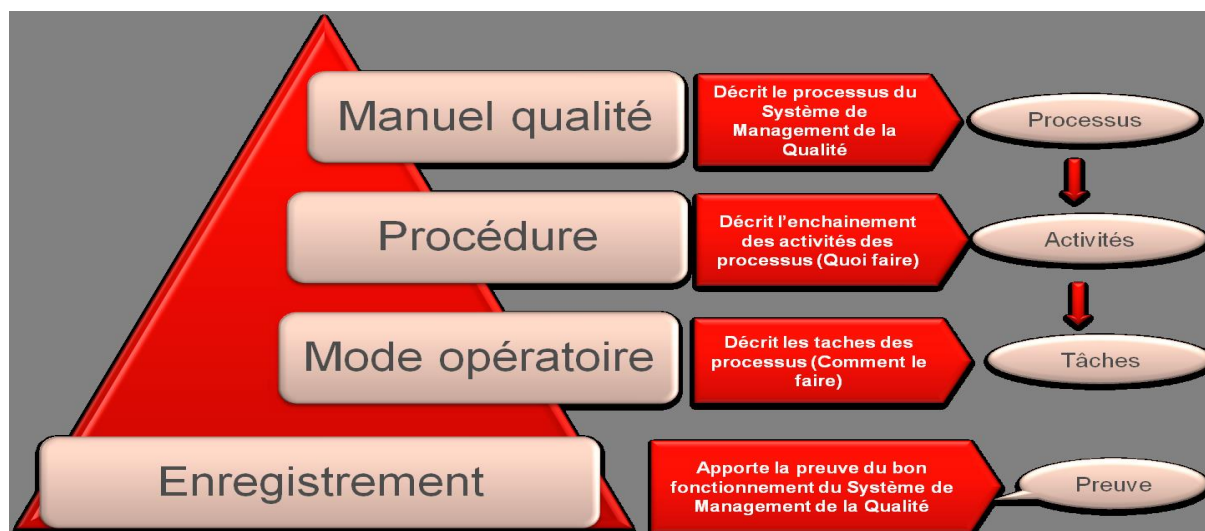 Manuel qualité
Décrit le processus du
Système de
Management de la
Qualité
Processus
Procédure
Décrit l'enchainement
des activités des
processus (Quoi faire)
Activités
Mode opératoire
Décrit les taches des
processus (Comment le
faire)
Tâches
Enregistrement
Apporte la preuve du bon
fonctionnement du Système de
Management de la Qualité
Preuve